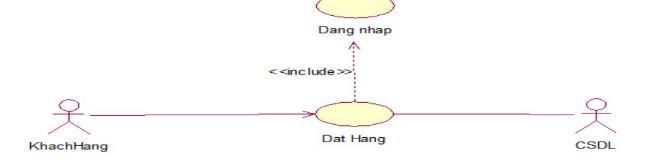 Dang nhap
<<include>>
KhachHang
Dat Hang
CSDL